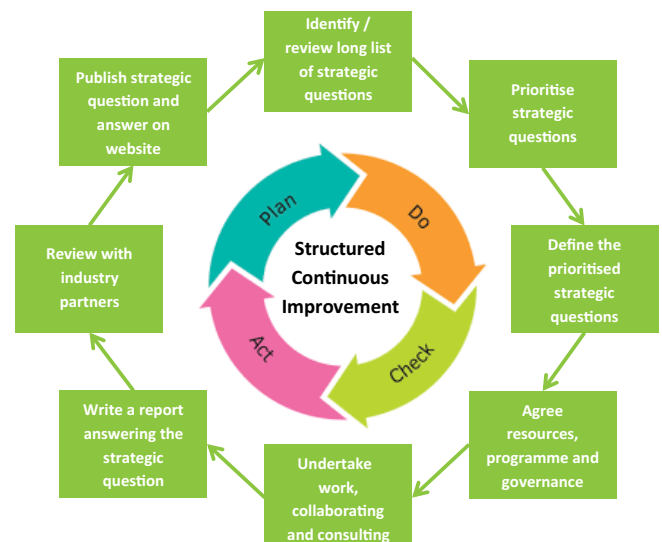 Identify /
review long list
of strategic
questions
Prioritise
strategic
questions
Define the
prioritised
strategic
questions
Agree
resources,
programme and
governance
Undertake
work,
collaborating
and consulting
Write a report
answering the
strategic
question
Review with
industry
partners
Publish strategic
question and
answer on
website
Plan
Do
Check
Act
Structured
Continuous
Improvement